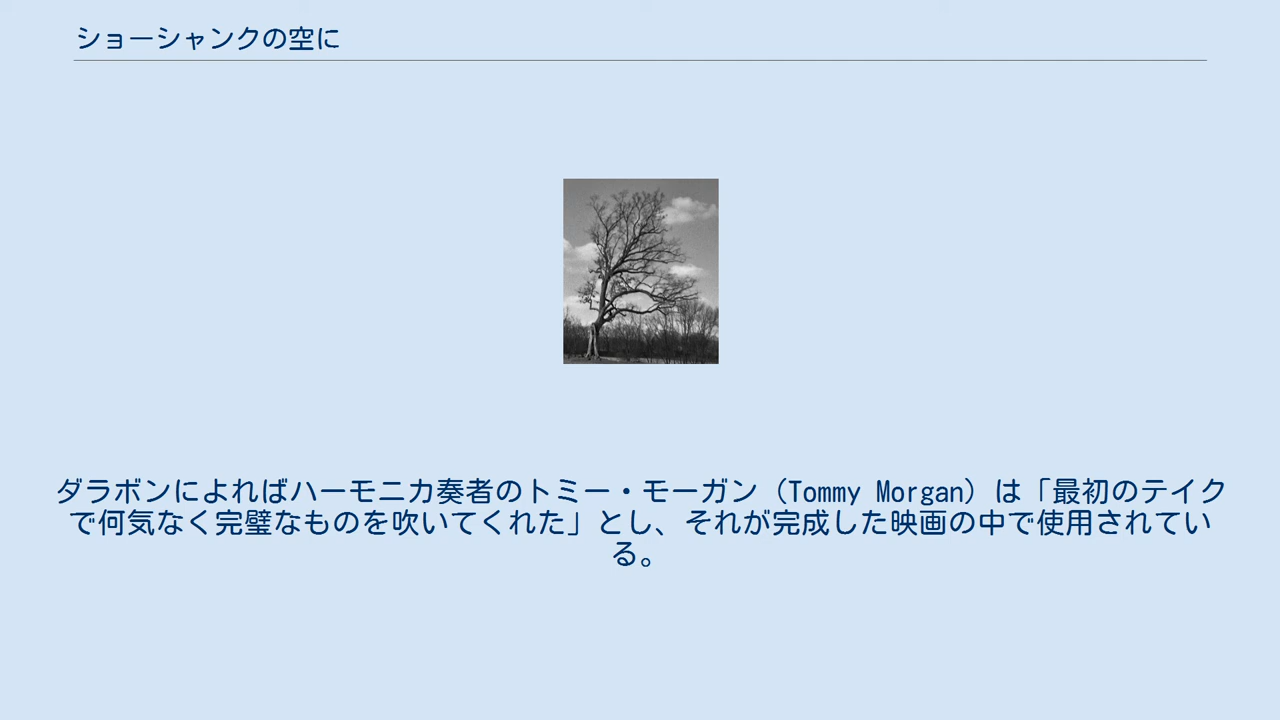 ショーシャンクの空に
ダラボンによればハーモニカ奏者のトミー・モーガン（Tommy Morgan）は「最初のテイク
で何気なく完璧なものを吹いてくれた」とし、それが完成した映画の中で使用されてい
る。